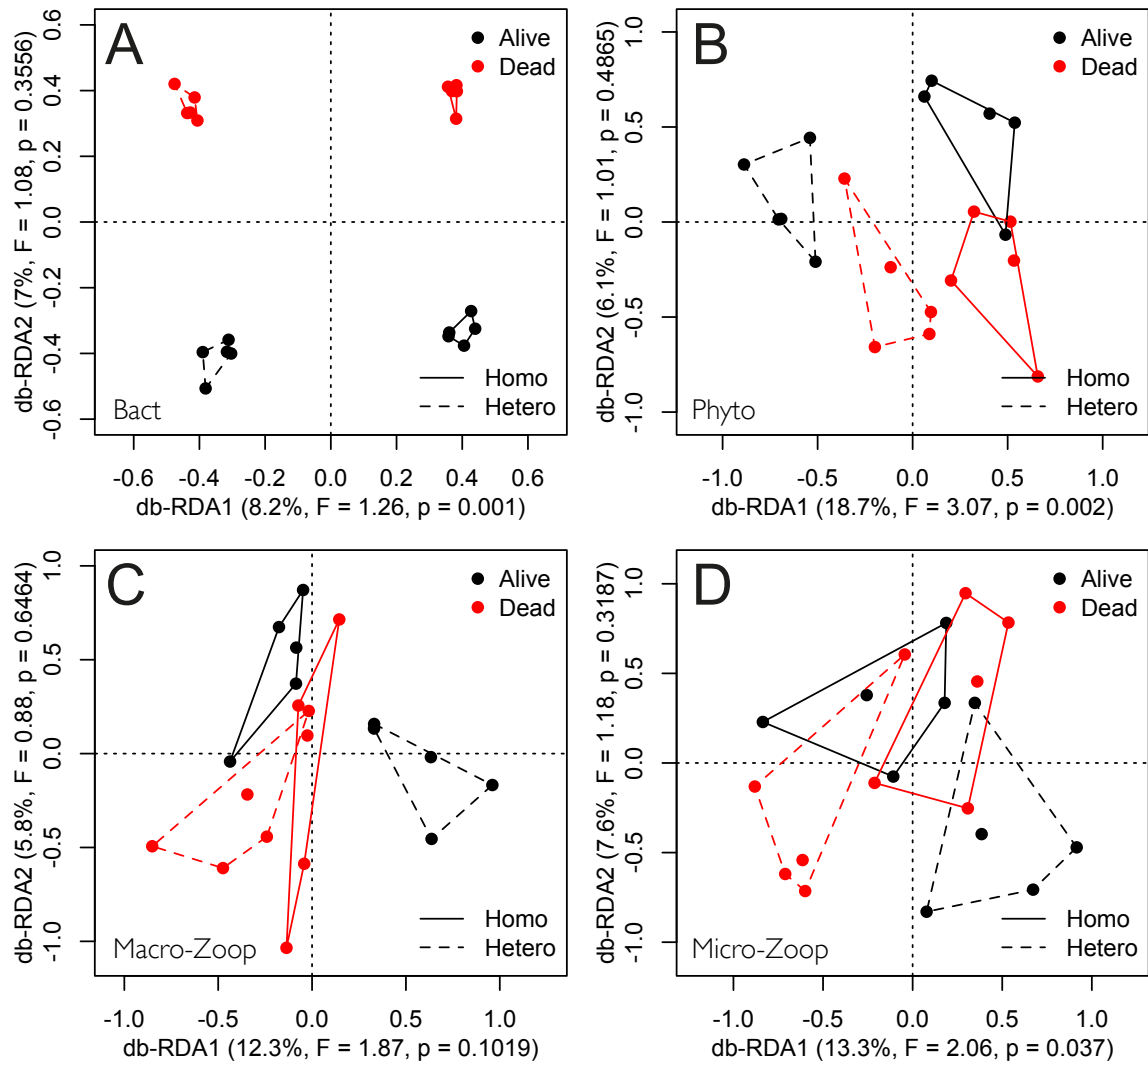 A
Alive
Dead
Homo
Hetero
Bact
0.6
0.4
0.2
0.0
-0.2
-0.4
-0.6
db-RDA2 (7%, F = 1.08, p = 0.3556)
-0.6 -0.4 -0.2 0.0 0.2 0.4 0.6
db-RDA1 (8.2%, F = 1.26, p = 0.001)
B
Alive
Dead
Homo
Hetero
Phyto
1.0
0.5
0.0
-0.5
-1.0
db-RDA2 (6.1%, F = 1.01, p = 0.4865)
-1.0 -0.5 0.0 0.5 1.0
db-RDA1 (18.7%, F = 3.07, p = 0.002)
C
Alive
Dead
Homo
Hetero
Macro-Zoop
1.0
0.5
0.0
-0.5
-1.0
db-RDA2 (5.8%, F = 0.88, p = 0.6464)
-1.0 -0.5 0.0 0.5 1.0
db-RDA1 (12.3%, F = 1.87, p = 0.1019)
D
Alive
Dead
Homo
Hetero
Micro-Zoop
1.0
0.5
0.0
-0.5
-1.0
db-RDA2 (7.6%, F = 1.18, p = 0.3187)
-1.0 -0.5 0.0 0.5 1.0
db-RDA1 (13.3%, F = 2.06, p = 0.037)